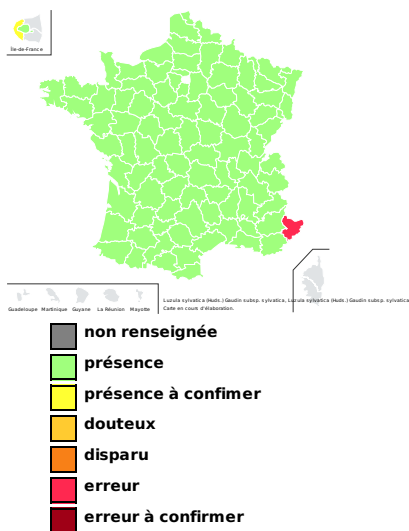 Île-de-France
Guadeloupe Martinique Guyane La Réunion Mayotte
Luzula sylvatica (Huds.) Gaudin subsp. sylvatica, Luzula sylvatica (Huds.) Gaudin subsp. sylvatica
Carte en cours d'élaboration.
non renseignée
présence
présence à confimer
douteux
disparu
erreur
erreur à confirmer